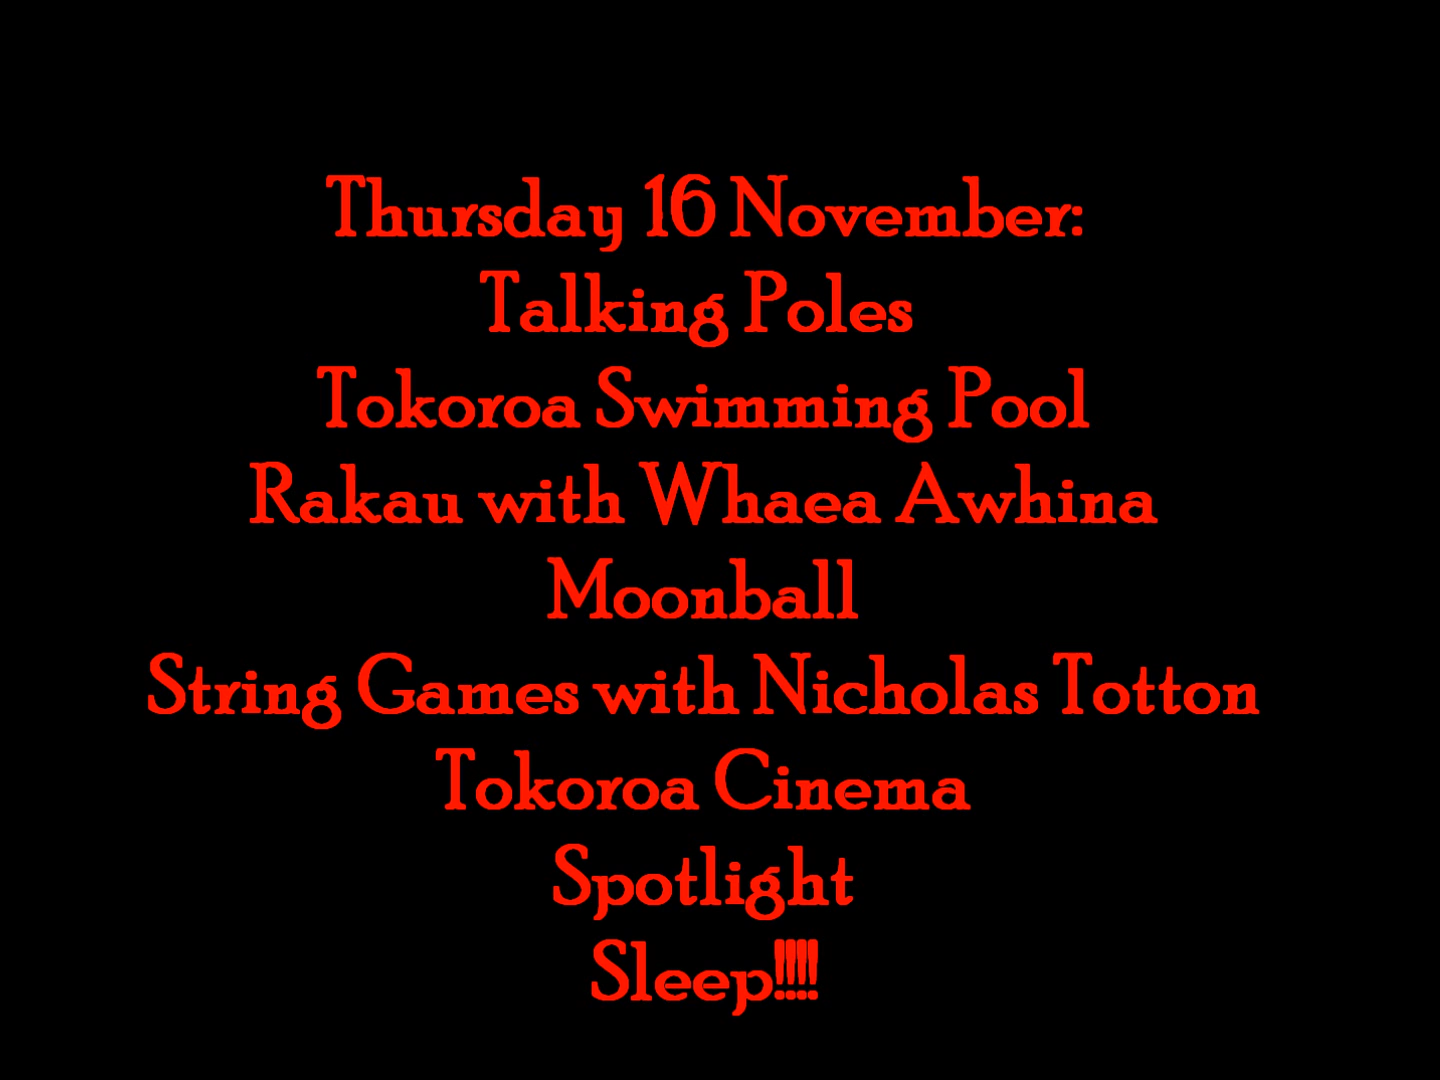 Thursday 16 November:
Talking Poles
Tokoroa Swimming Pool
Rakau with Whaea Awhina
Moonball
String Games with Nicholas Totton
Tokoroa Cinema
Spotlight
Sleep!!!!